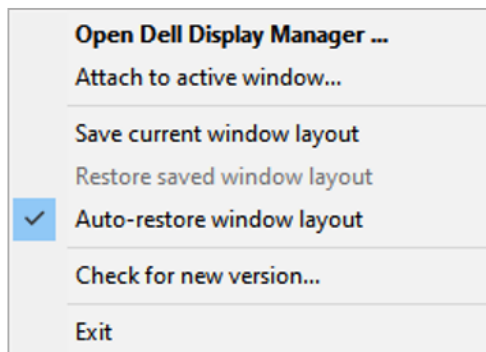 Open Dell Display Manager ...
Attach to active window...
Save current window layout
Restore saved window layout
Auto-restore window layout
Check for new version...
Exit